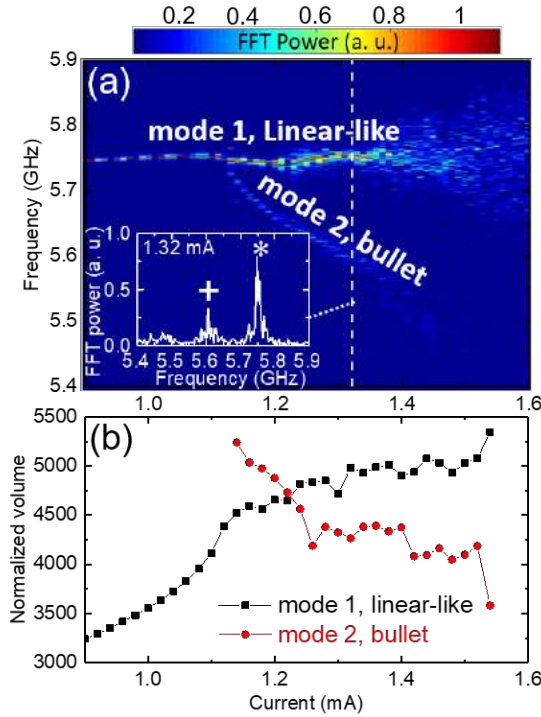 0.2 0.4 0.6 0.8 1
FFT Power (a. u.)
5.9
(a)
mode 1, Linear-like
5.8
5.7
mode 2, bullet
5.6
5.5
5.4
Frequency (GHz)
1.0
1.32 mA
*
+
0.5
0.0
FFT power (a. u.)
5.4 5.5 5.6 5.7 5.8 5.9
Frequency (GHz)
1.0 1.2 1.4 1.6
5500
(b)
5000
4500
4000
3500
3000
Normalized volume
mode 1, linear-like
mode 2, bullet
1.0 1.2 1.4 1.6
Current (mA)